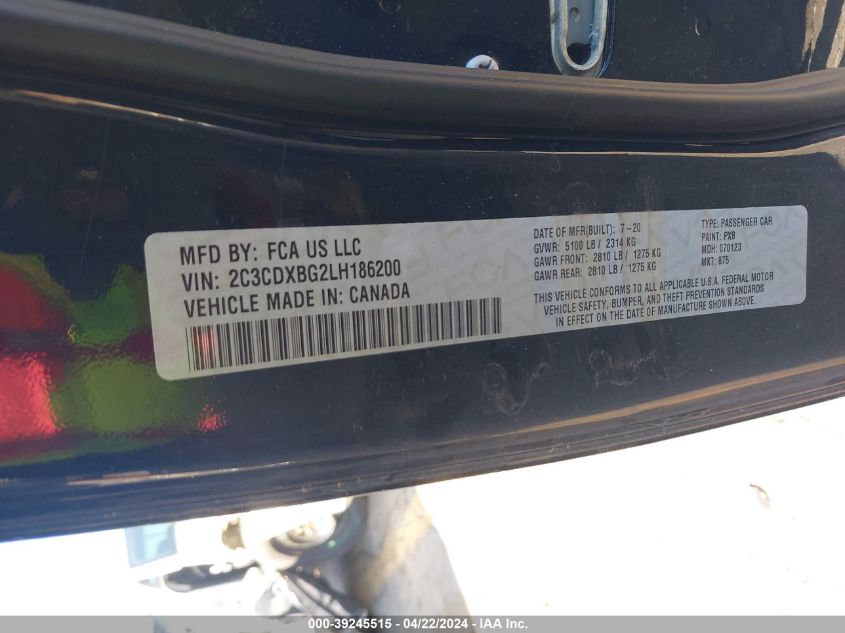 MFD BY: FCA US LLC
VIN: 2C3CDXBG2LH186200
VEHICLE MADE IN: CANADA
DATE OF MFR(BUILT): 7-20
GVWR: 5100 LB / 2314 KG
GAWR FRONT: 2810 LB / 1275 KG
GAWR REAR: 2810 LB / 1275 KG
TYPE: PASSENGER CAR
PAINT: PX8
MDH: 070123
MKT: 875
THIS VEHICLE CONFORMS TO ALL APPLICABLE U.S.A. FEDERAL MOTOR
VEHICLE SAFETY, BUMPER, AND THEFT PREVENTION STANDARDS
IN EFFECT ON THE DATE OF MANUFACTURE SHOWN ABOVE.
000-39245515 - 04/22/2024 - IAA Inc.